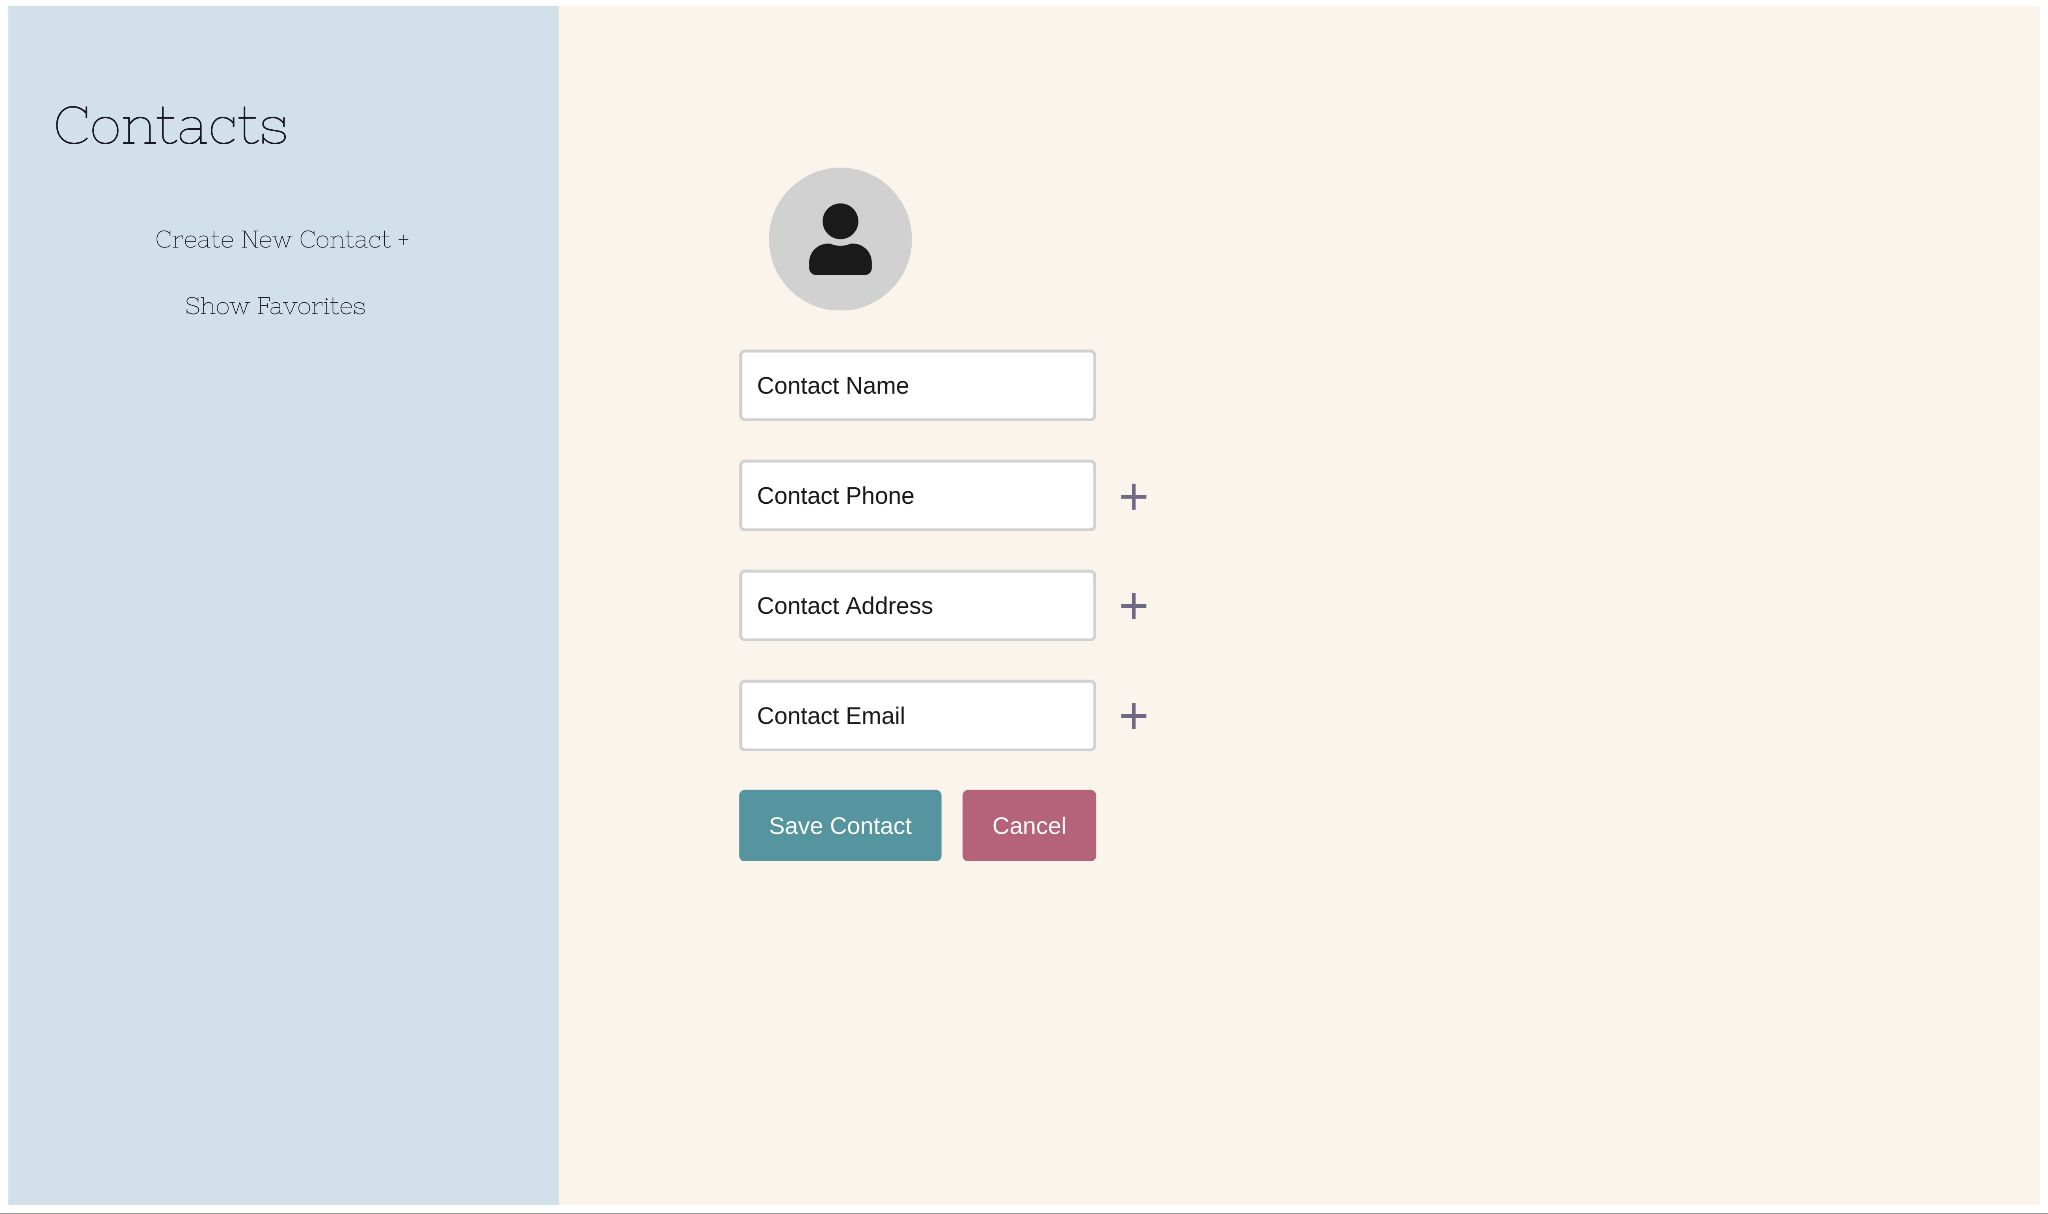 Contacts
Create New Contact +
Show Favorites
Contact Name
Contact Phone +
Contact Address +
Contact Email +
Save Contact Cancel